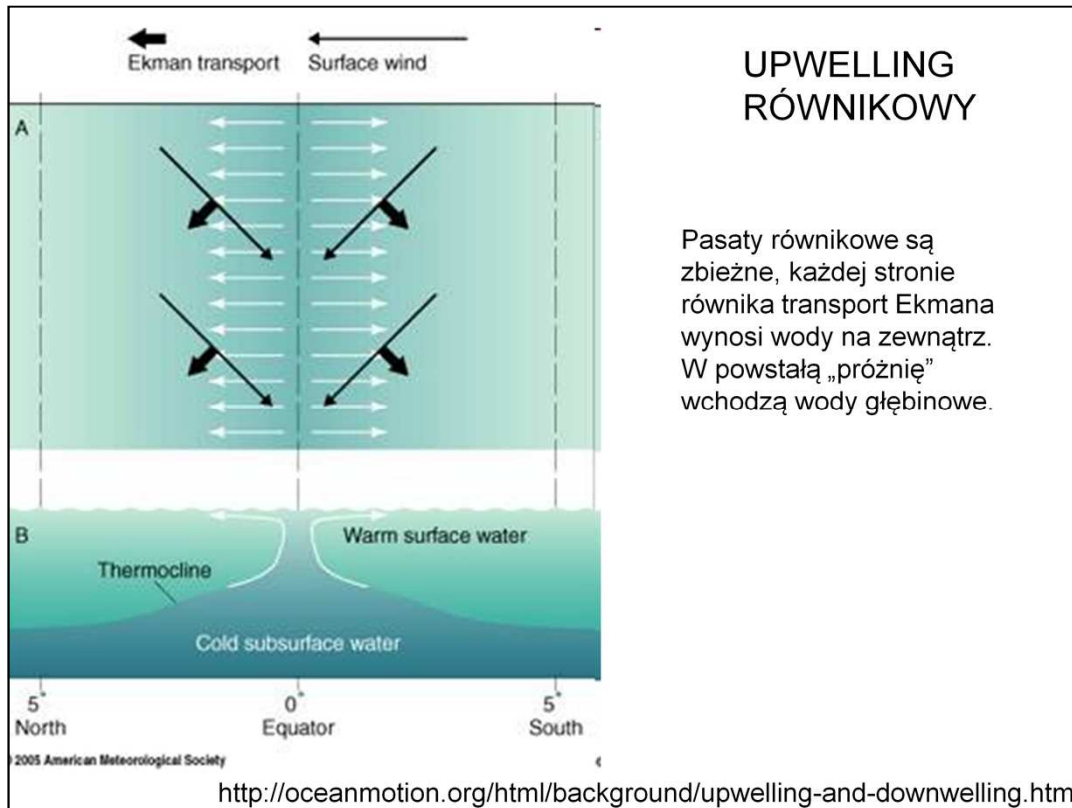 Ekman transport Surface wind
A
B
Warm surface water
Thermocline
Cold subsurface water
5° 0° 5°
North Equator South
2005 American Meteorological Society
UPWELLING
RÓWNIKOWY
Pasaty równikowe są
zbieżne, każdej stronie
równika transport Ekmana
wynosi wody na zewnątrz.
W powstałą „próżnię”
wchodzą wody głębinowe.
http://oceanmotion.org/html/background/upwelling-and-downwelling.htm